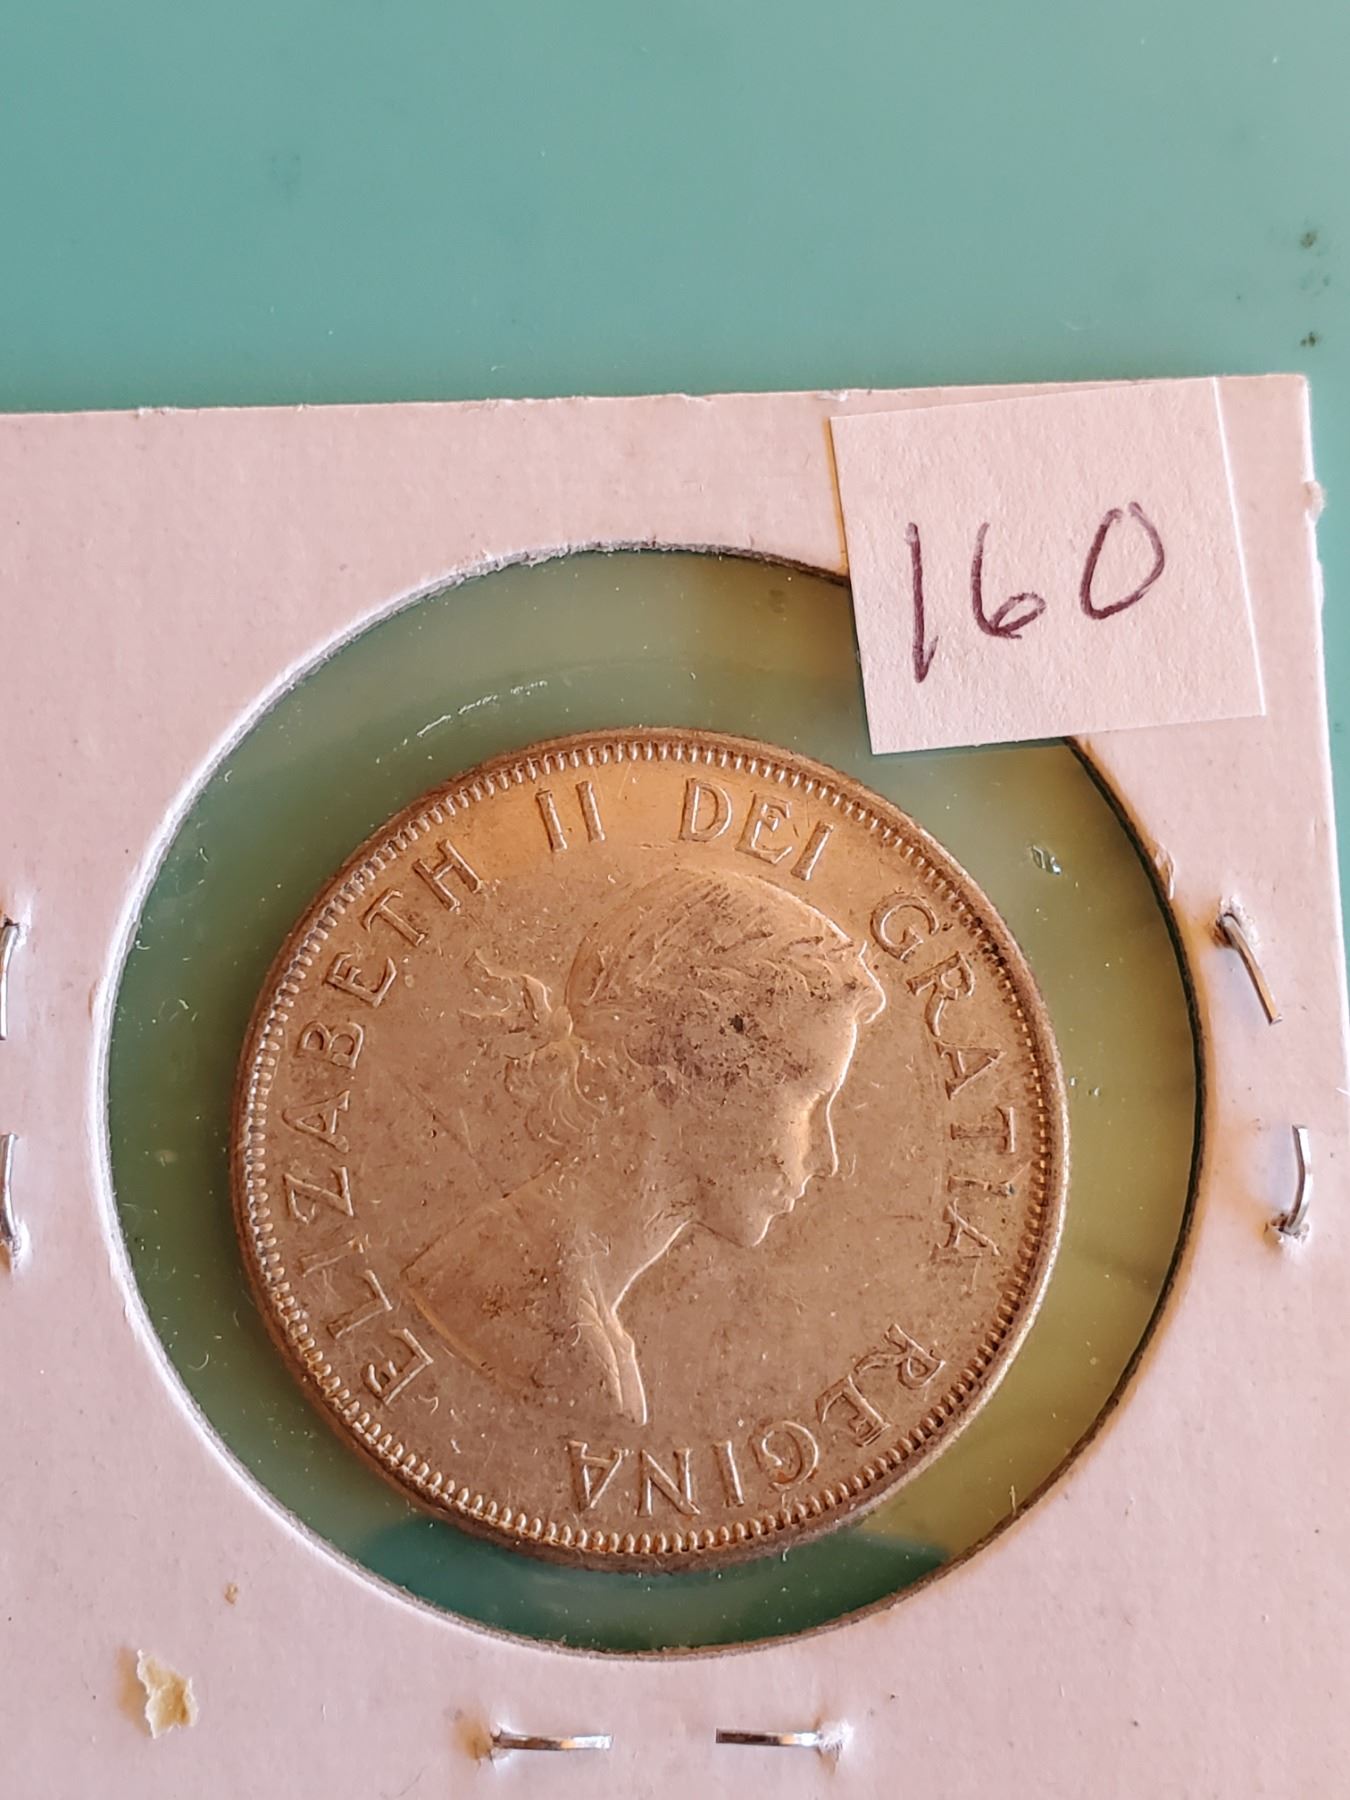 160
ELIZABETH II DEI GRATIA REGINA